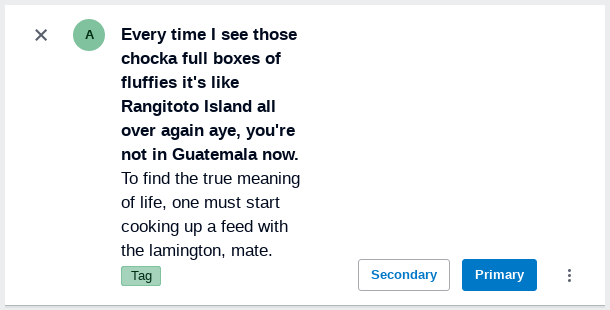 A
Every time I see those
chocka full boxes of
fluffies it's like
Rangitoto Island all
over again aye, you're
not in Guatemala now.
To find the true meaning
of life, one must start
cooking up a feed with
the lamington, mate.
Tag
Secondary
Primary